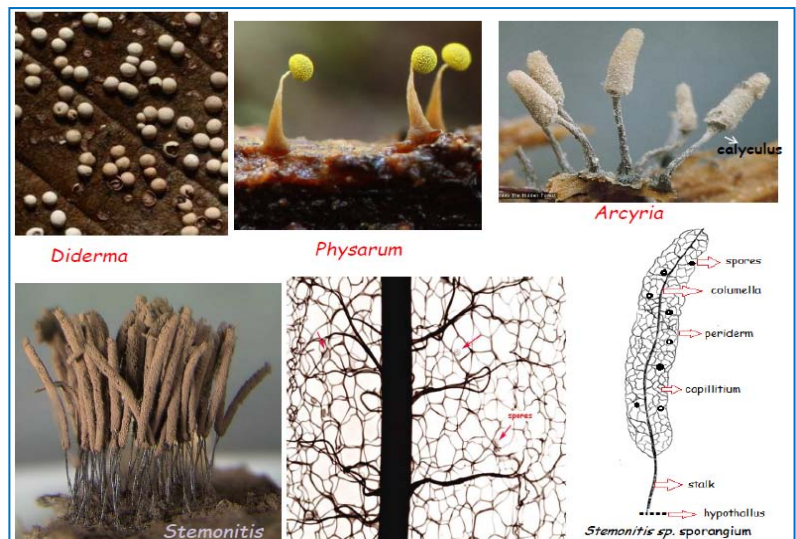 calyculus
Diderma
Physarum
Arcyria
spores
columella
periderm
capillitium
stalk
hypothallus
Stemonitis sp. sporangium
spores
Stemonitis